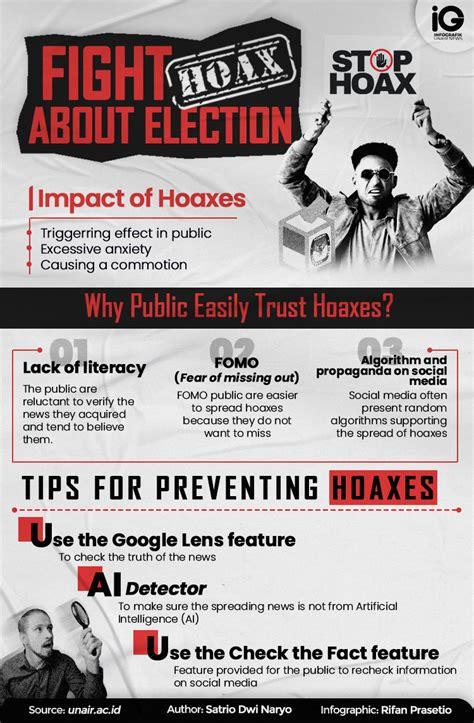 iG
INFOGRAFIK
UNAIR NEWS
FIGHT HOAX
ABOUT ELECTION
STOP
HOAX
Impact of Hoaxes
Triggerring effect in public
Excessive anxiety
Causing a commotion
Why Public Easily Trust Hoaxes?
01
Lack of literacy
The public are
reluctant to verify the
news they acquired
and tend to believe
them.
02
FOMO
(Fear of missing out)
FOMO public are easier
to spread hoaxes
because they do not
want to miss
03
Algorithm and
propaganda on social
media
Social media often
present random
algorithms supporting
the spread of hoaxes
TIPS FOR PREVENTING HOAXES
Use the Google Lens feature
To check the truth of the news
AI Detector
To make sure the spreading news is not from Artificial
Intelligence (AI)
Use the Check the Fact feature
Feature provided for the public to recheck information
on social media
Source: unair.ac.id
Author: Satrio Dwi Naryo
Infographic: Rifan Prasetio